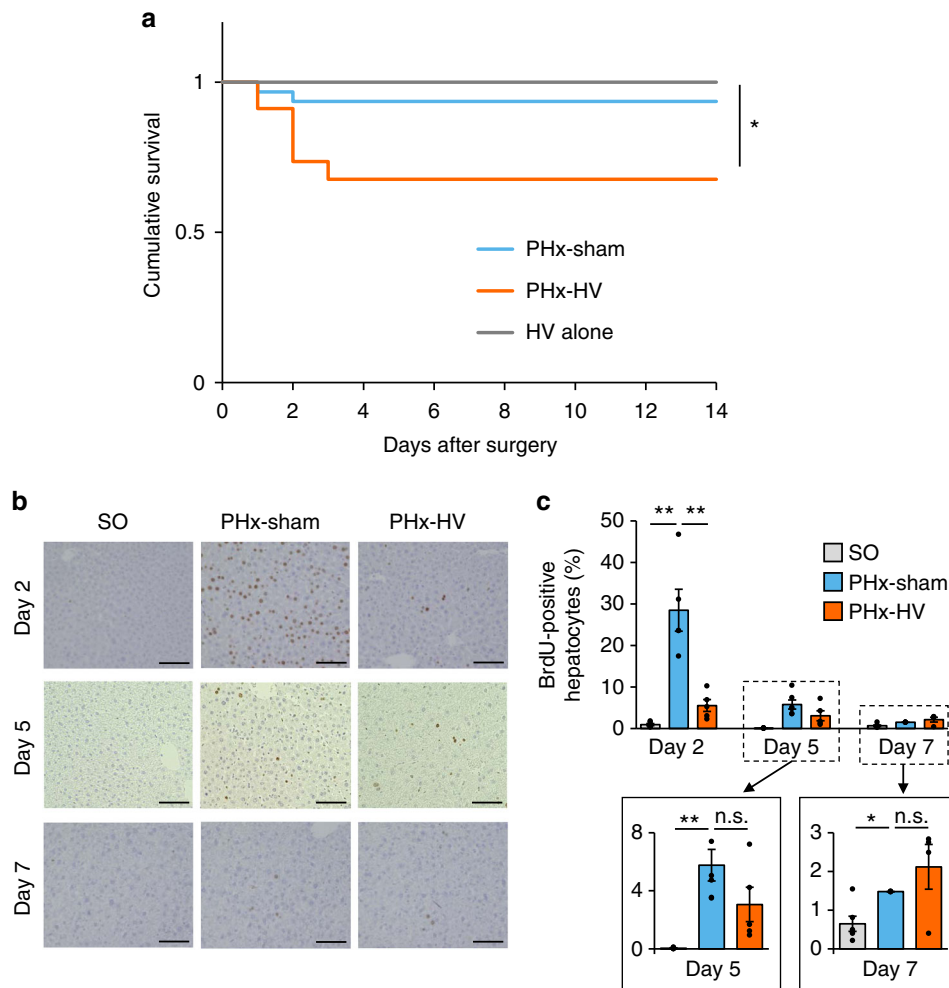 a
1
0.5
0
Cumulative survival
*
PHx-sham
PHx-HV
HV alone
0 2 4 6 8 10 12 14
Days after surgery
b
SO PHx-sham PHx-HV
Day 2
Day 5
Day 7
c
** **
50
40
30
20
10
0
BrdU-positive
hepatocytes (%)
SO
PHx-sham
PHx-HV
Day 2 Day 5 Day 7
** n.s.
8
4
0
Day 5
* n.s.
3
2
1
0
Day 7